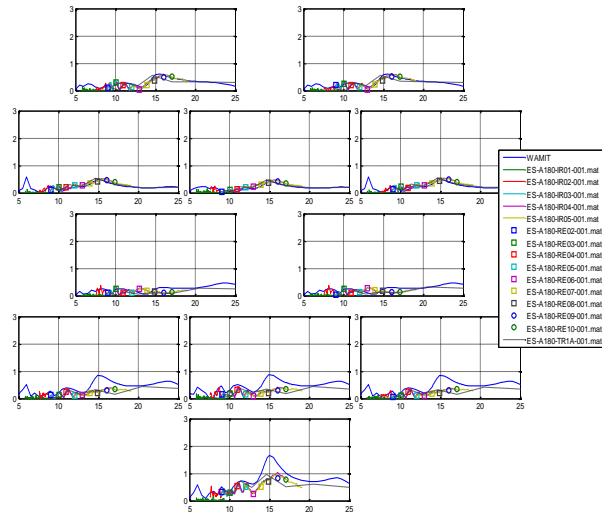 3 3
2 2
1 1
0 0
5 10 15 20 25 5 10 15 20 25
3 3 3
2 2 2
1 1 1
0 0 0
5 10 15 20 25 5 10 15 20 25 5 10 15 20 25
WAMIT
ES-A180-IR01-001.mat
ES-A180-IR02-001.mat
ES-A180-IR03-001.mat
ES-A180-IR04-001.mat
ES-A180-IR05-001.mat
ES-A180-RE02-001.mat
ES-A180-RE03-001.mat
ES-A180-RE04-001.mat
ES-A180-RE05-001.mat
ES-A180-RE06-001.mat
ES-A180-RE07-001.mat
ES-A180-RE08-001.mat
ES-A180-RE09-001.mat
ES-A180-RE10-001.mat
ES-A180-TR1A-001.mat
3 3
2 2
1 1
0 0
5 10 15 20 25 5 10 15 20 25
3 3 3
2 2 2
1 1 1
0 0 0
5 10 15 20 25 5 10 15 20 25 5 10 15 20 25
3
2
1
0
5 10 15 20 25